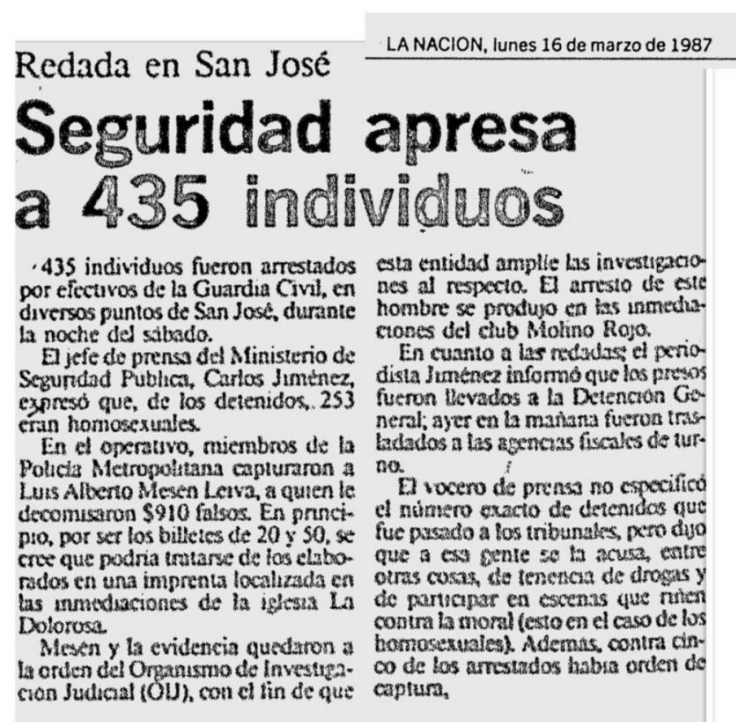 LA NACION, lunes 16 de marzo de 1987
Redada en San José
Seguridad apresa
a 435 individuos
435 individuos fueron arrestados
por efectivos de la Guardia Civil, en
diversos puntos de San José, durante
la noche del sábado.
El jefe de prensa del Ministerio de
Seguridad Publica, Carlos Jiménez,
expresó que, de los detenidos, 253
eran homosexuales.
En el operativo, miembros de la
Policía Metropolitana capturaron a
Luis Alberto Mesén Leiva, a quien le
decomisaron $910 falsos. En princi-
pio, por ser los billetes de 20 y 50, se
cree que podría tratarse de los elabo-
rados en una imprenta localizada en
las inmediaciones de la iglesia La
Dolorosa.
Mesén y la evidencia quedaron a
la orden del Organismo de Investiga-
ción Judicial (OIJ), con el fin de que
esta entidad amplíe las investigacio-
nes al respecto. El arresto de este
hombre se produjo en las inmedia-
ciones del club Molino Rojo.
En cuanto a las redadas; el perio-
dista Jiménez informó que los presos
fueron llevados a la Detención Ge-
neral; ayer en la mañana fueron tras-
ladados a las agencias fiscales de tur-
no.
El vocero de prensa no especificó
el número exacto de detenidos que
fue pasado a los tribunales, pero dijo
que a esa gente se la acusa, entre
otras cosas, de tenencia de drogas y
de participar en escenas que riñen
contra la moral (esto en el caso de los
homosexuales). Además, contra cin-
co de los arrestados había orden de
captura,